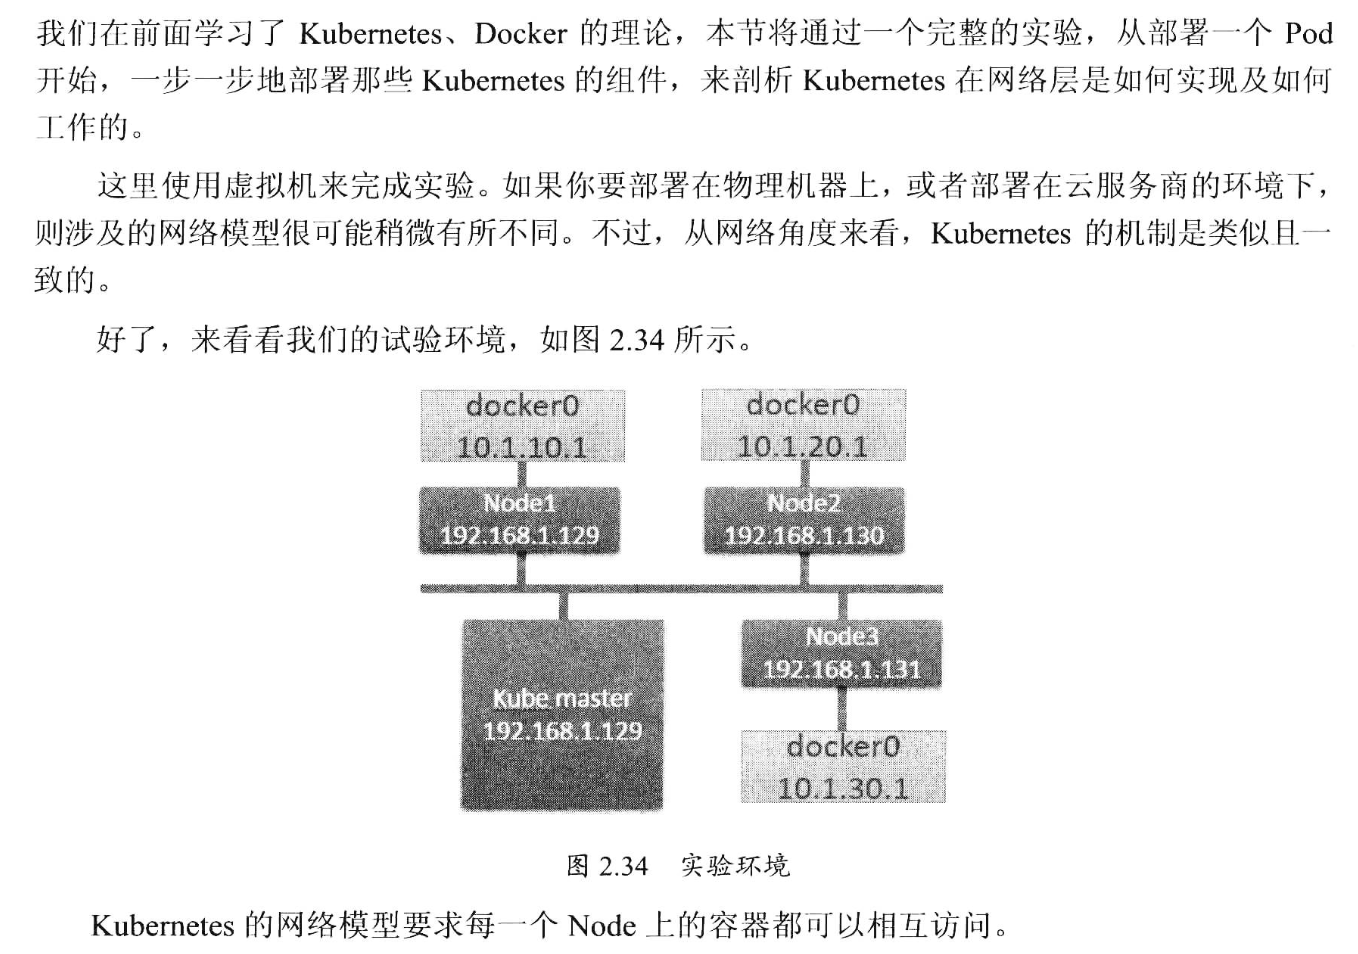 我们在前面学习了 Kubernetes、Docker 的理论，本节将通过一个完整的实验，从部署一个 Pod
开始，一步一步地部署那些 Kubernetes 的组件，来剖析 Kubernetes 在网络层是如何实现及如何
工作的。
这里使用虚拟机来完成实验。如果你要部署在物理机器上，或者部署在云服务商的环境下，
则涉及的网络模型很可能稍微有所不同。不过，从网络角度来看，Kubernetes 的机制是类似且一
致的。
好了，来看看我们的试验环境，如图 2.34 所示。
docker0
10.1.10.1
docker0
10.1.20.1
Node1
192.168.1.129
Node2
192.168.1.130
Kube master
192.168.1.129
Node3
192.168.1.131
docker0
10.1.30.1
图 2.34 实验环境
Kubernetes 的网络模型要求每一个 Node 上的容器都可以相互访问。